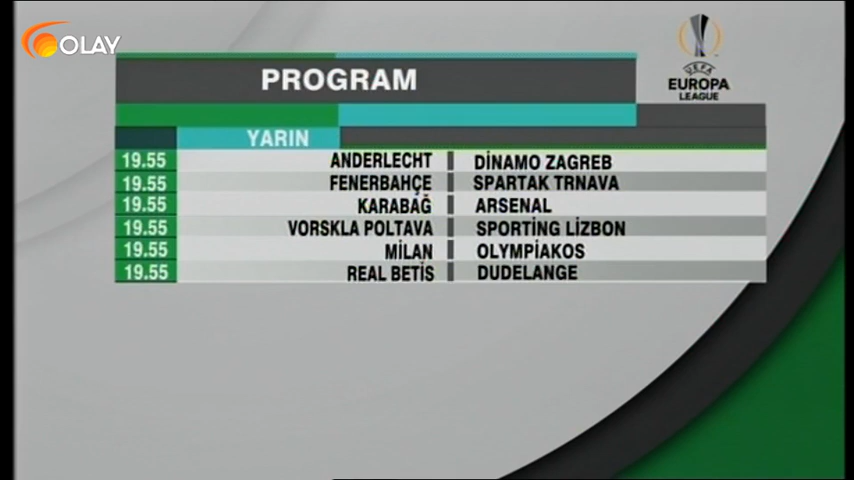 OLAY
PROGRAM
UEFA
EUROPA
LEAGUE
YARIN
19.55 ANDERLECHT DİNAMO ZAGREB
19.55 FENERBAHÇE SPARTAK TRNAVA
19.55 KARABAĞ ARSENAL
19.55 VORSKLA POLTAVA SPORTİNG LİZBON
19.55 MİLAN OLYMPİAKOS
19.55 REAL BETİS DUDELANGE